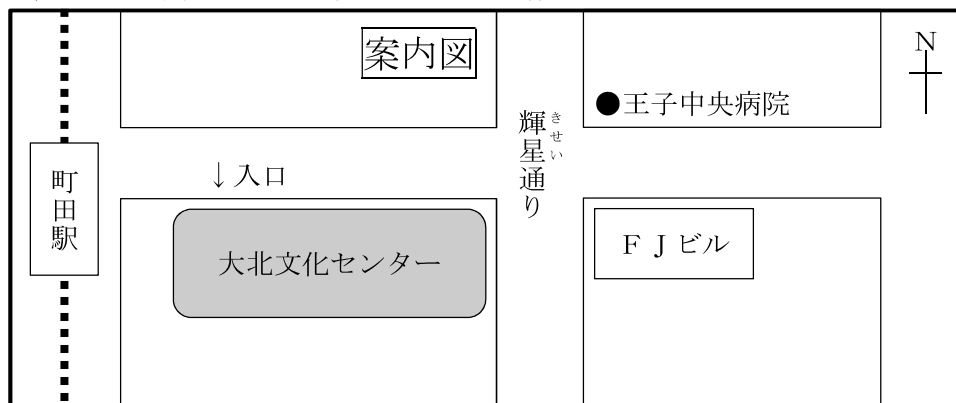 案内図
N
●王子中央病院
輝星通り
きせい
↓入口
町田駅
大北文化センター
ＦＪビル